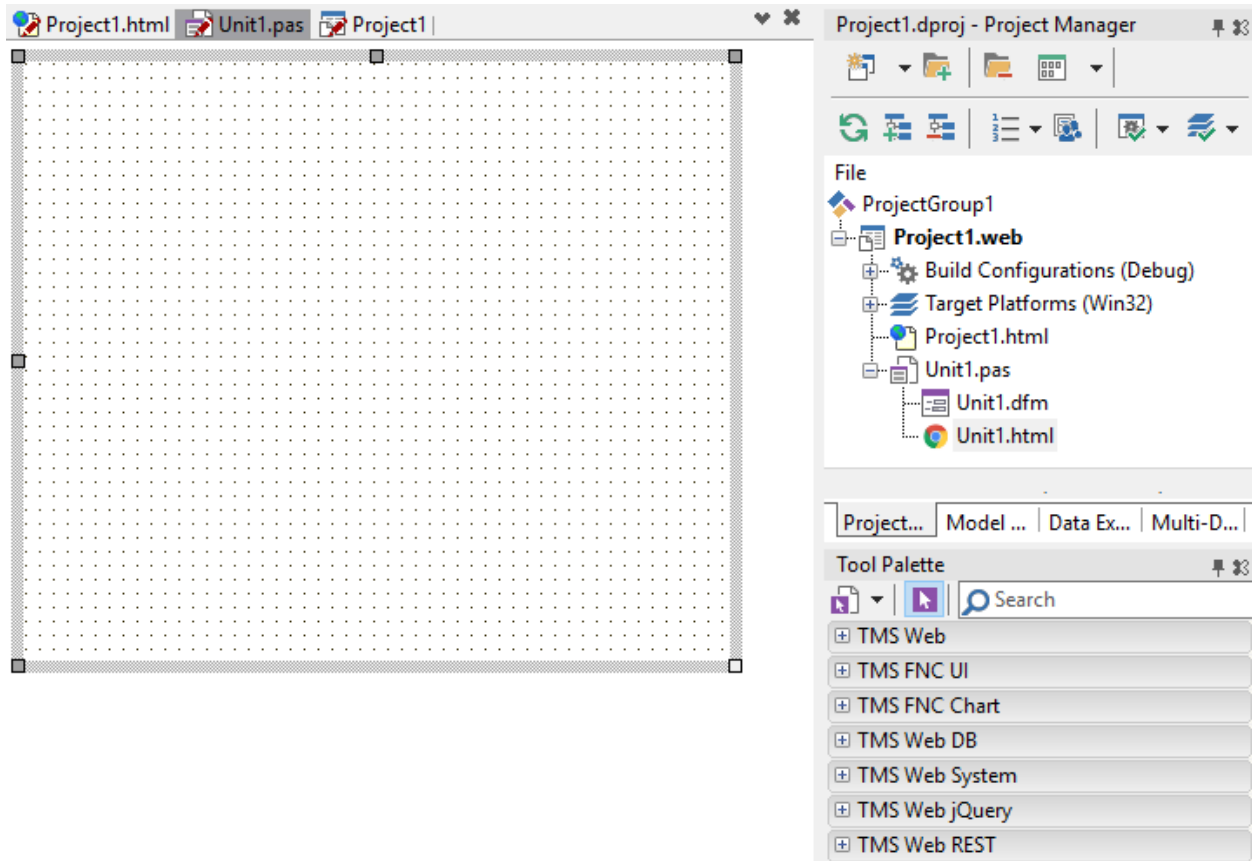 Project1.html Unit1.pas Project1
Project1.dproj - Project Manager
File
ProjectGroup1
Project1.web
Build Configurations (Debug)
Target Platforms (Win32)
Project1.html
Unit1.pas
Unit1.dfm
Unit1.html
Project... Model ... Data Ex... Multi-D...
Tool Palette
Search
TMS Web
TMS FNC UI
TMS FNC Chart
TMS Web DB
TMS Web System
TMS Web jQuery
TMS Web REST